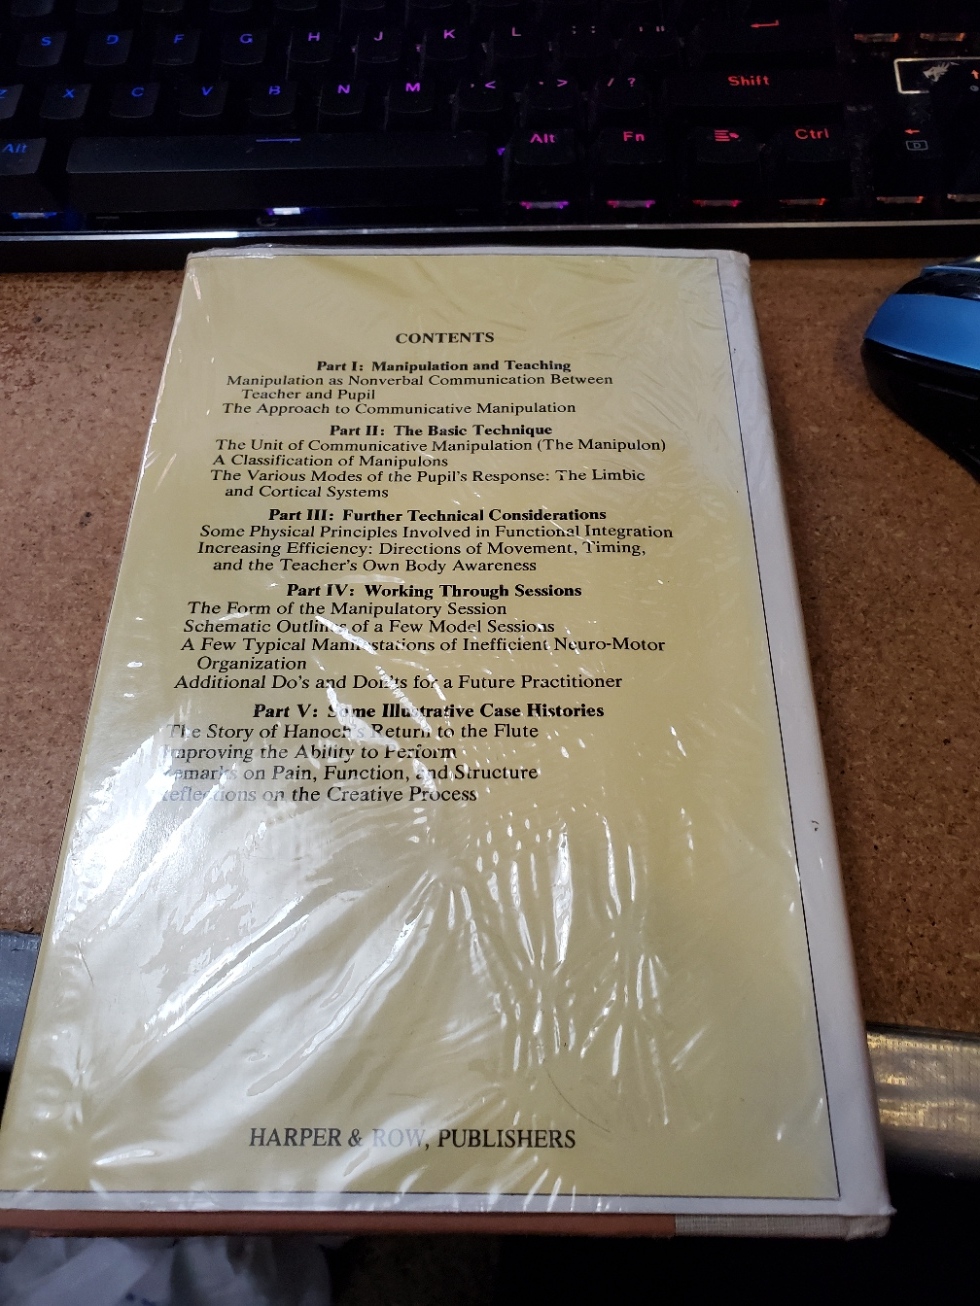 S D F G H J K L : ; " '
Z X C V B N M , < . > / ? Shift
Alt Alt Fn Ctrl
CONTENTS
Part I: Manipulation and Teaching
Manipulation as Nonverbal Communication Between
Teacher and Pupil
The Approach to Communicative Manipulation
Part II: The Basic Technique
The Unit of Communicative Manipulation (The Manipulon)
A Classification of Manipulons
The Various Modes of the Pupil's Response: The Limbic
and Cortical Systems
Part III: Further Technical Considerations
Some Physical Principles Involved in Functional Integration
Increasing Efficiency: Directions of Movement, Timing,
and the Teacher's Own Body Awareness
Part IV: Working Through Sessions
The Form of the Manipulatory Session
Schematic Outlines of a Few Model Sessions
A Few Typical Manifestations of Inefficient Neuro-Motor
Organization
Additional Do's and Don'ts for a Future Practitioner
Part V: Some Illustrative Case Histories
The Story of Hanoch's Return to the Flute
Improving the Ability to Perform
Remarks on Pain, Function, and Structure
Reflections on the Creative Process
HARPER & ROW, PUBLISHERS